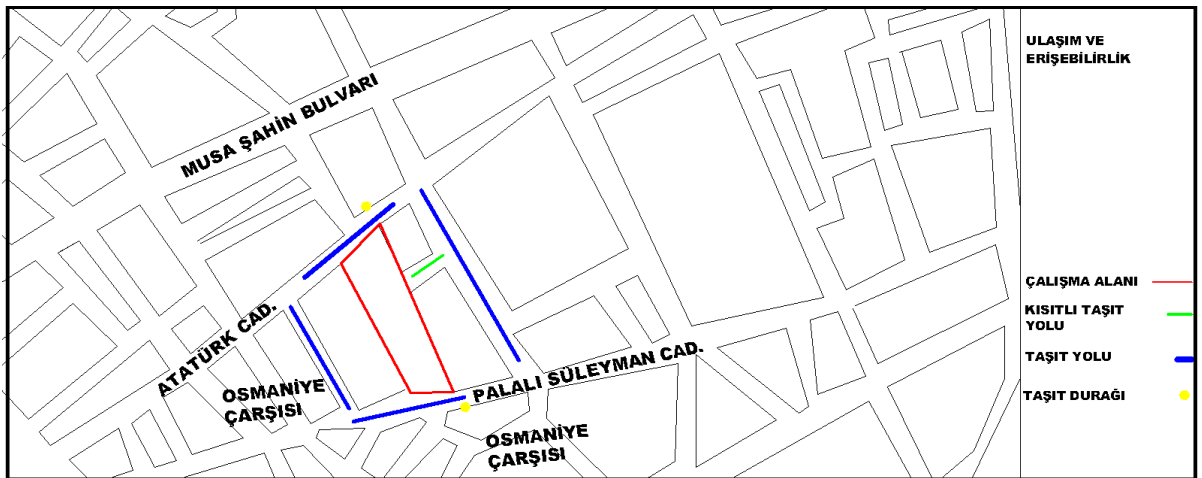 MUSA ŞAHİN BULVARI
ATATÜRK CAD.
OSMANİYE
ÇARŞISI
PALALI SÜLEYMAN CAD.
OSMANİYE
ÇARŞISI
ULAŞIM VE
ERİŞEBİLİRLİK
ÇALIŞMA ALANI
KISITLI TAŞIT
YOLU
TAŞIT YOLU
TAŞIT DURAĞI